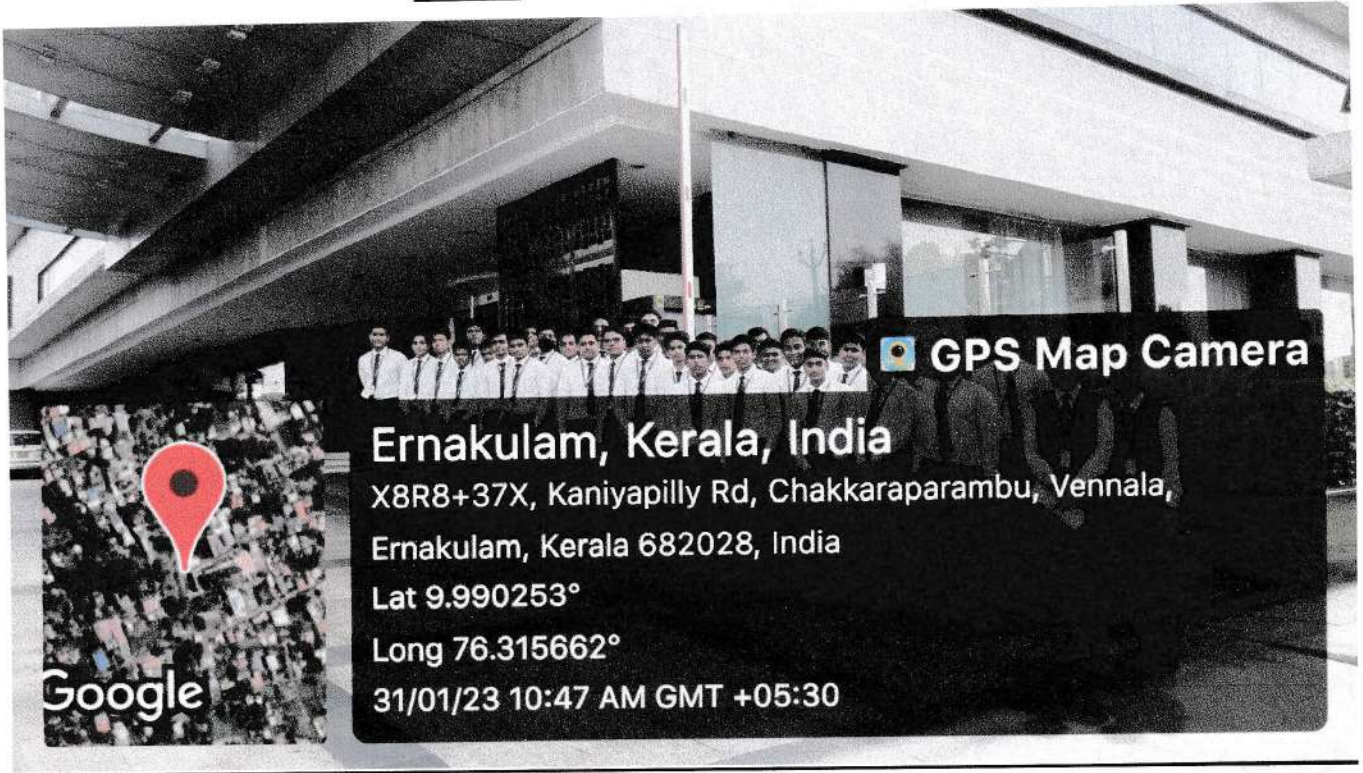 GPS Map Camera
Ernakulam, Kerala, India
X8R8+37X, Kaniyapilly Rd, Chakkaraparambu, Vennala,
Ernakulam, Kerala 682028, India
Lat 9.990253°
Long 76.315662°
31/01/23 10:47 AM GMT +05:30
Google